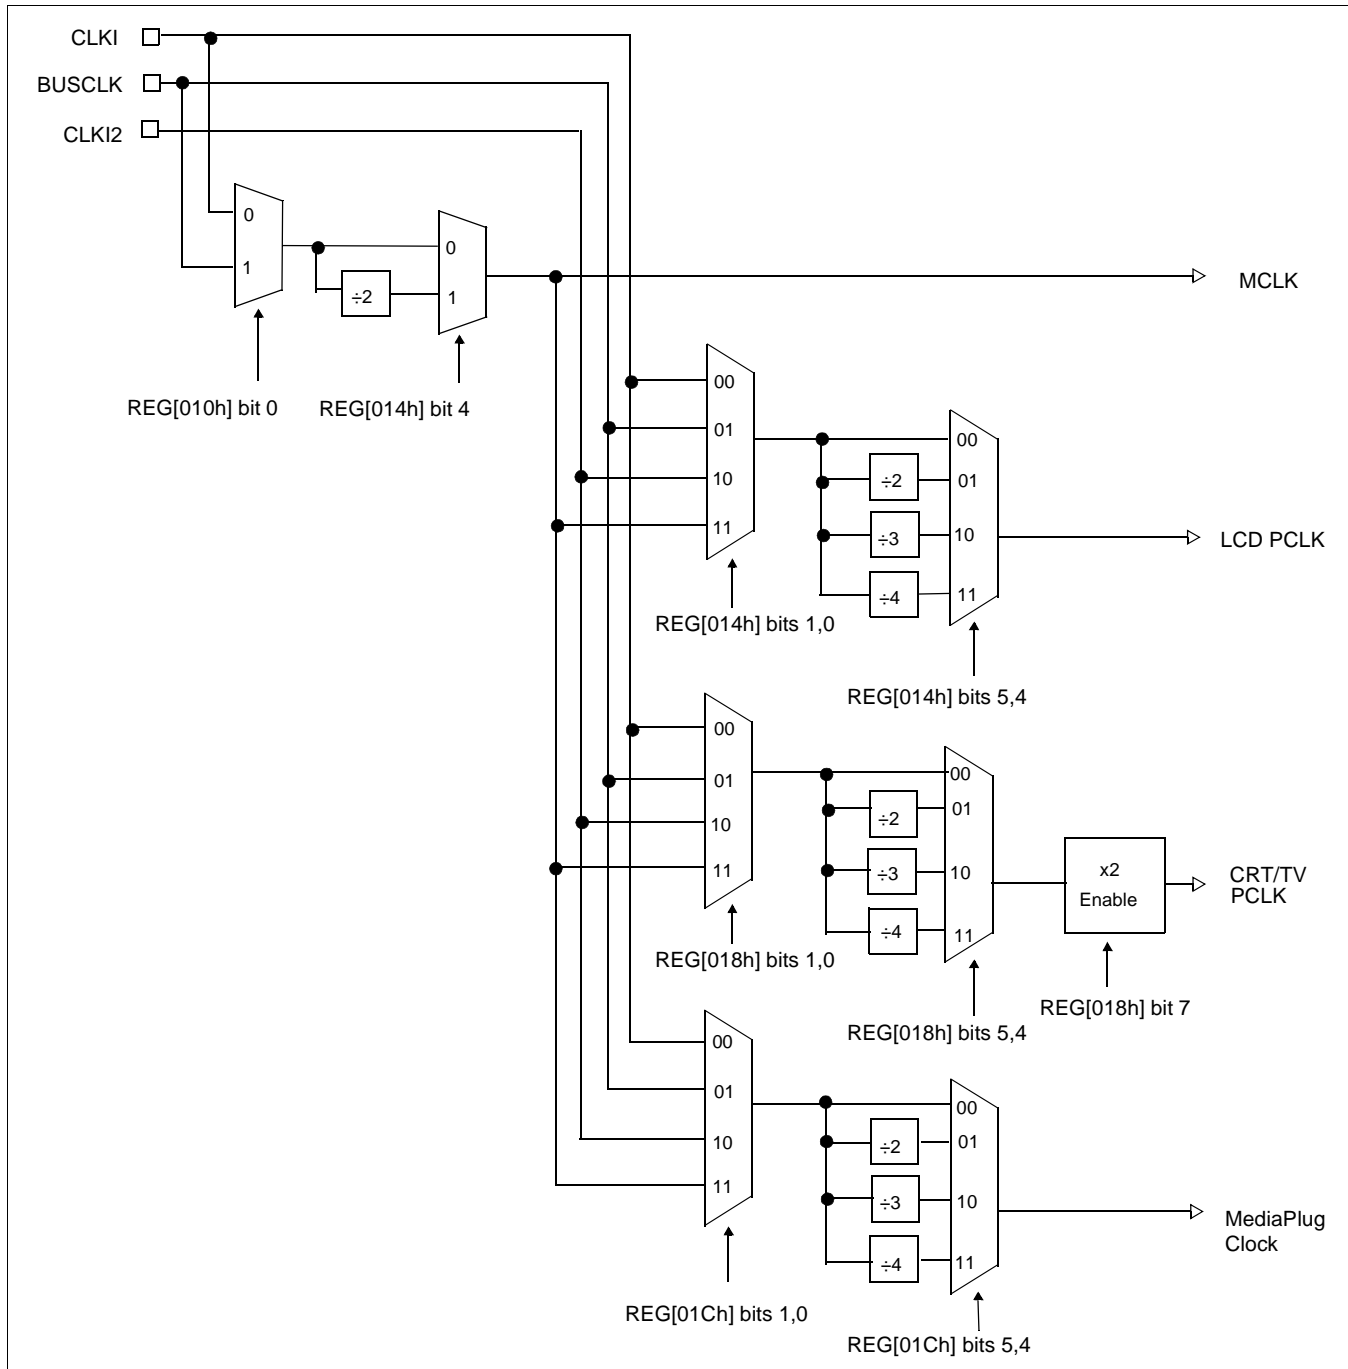 CLKI
BUSCLK
CLKI2
0
1
÷2
0
1
MCLK
REG[010h] bit 0
REG[014h] bit 4
00
01
10
11
REG[014h] bits 1,0
÷2
÷3
÷4
00
01
10
11
LCD PCLK
REG[014h] bits 5,4
00
01
10
11
REG[018h] bits 1,0
÷2
÷3
÷4
00
01
10
11
REG[018h] bits 5,4
x2
Enable
CRT/TV
PCLK
REG[018h] bit 7
00
01
10
11
REG[01Ch] bits 1,0
÷2
÷3
÷4
00
01
10
11
MediaPlug
Clock
REG[01Ch] bits 5,4